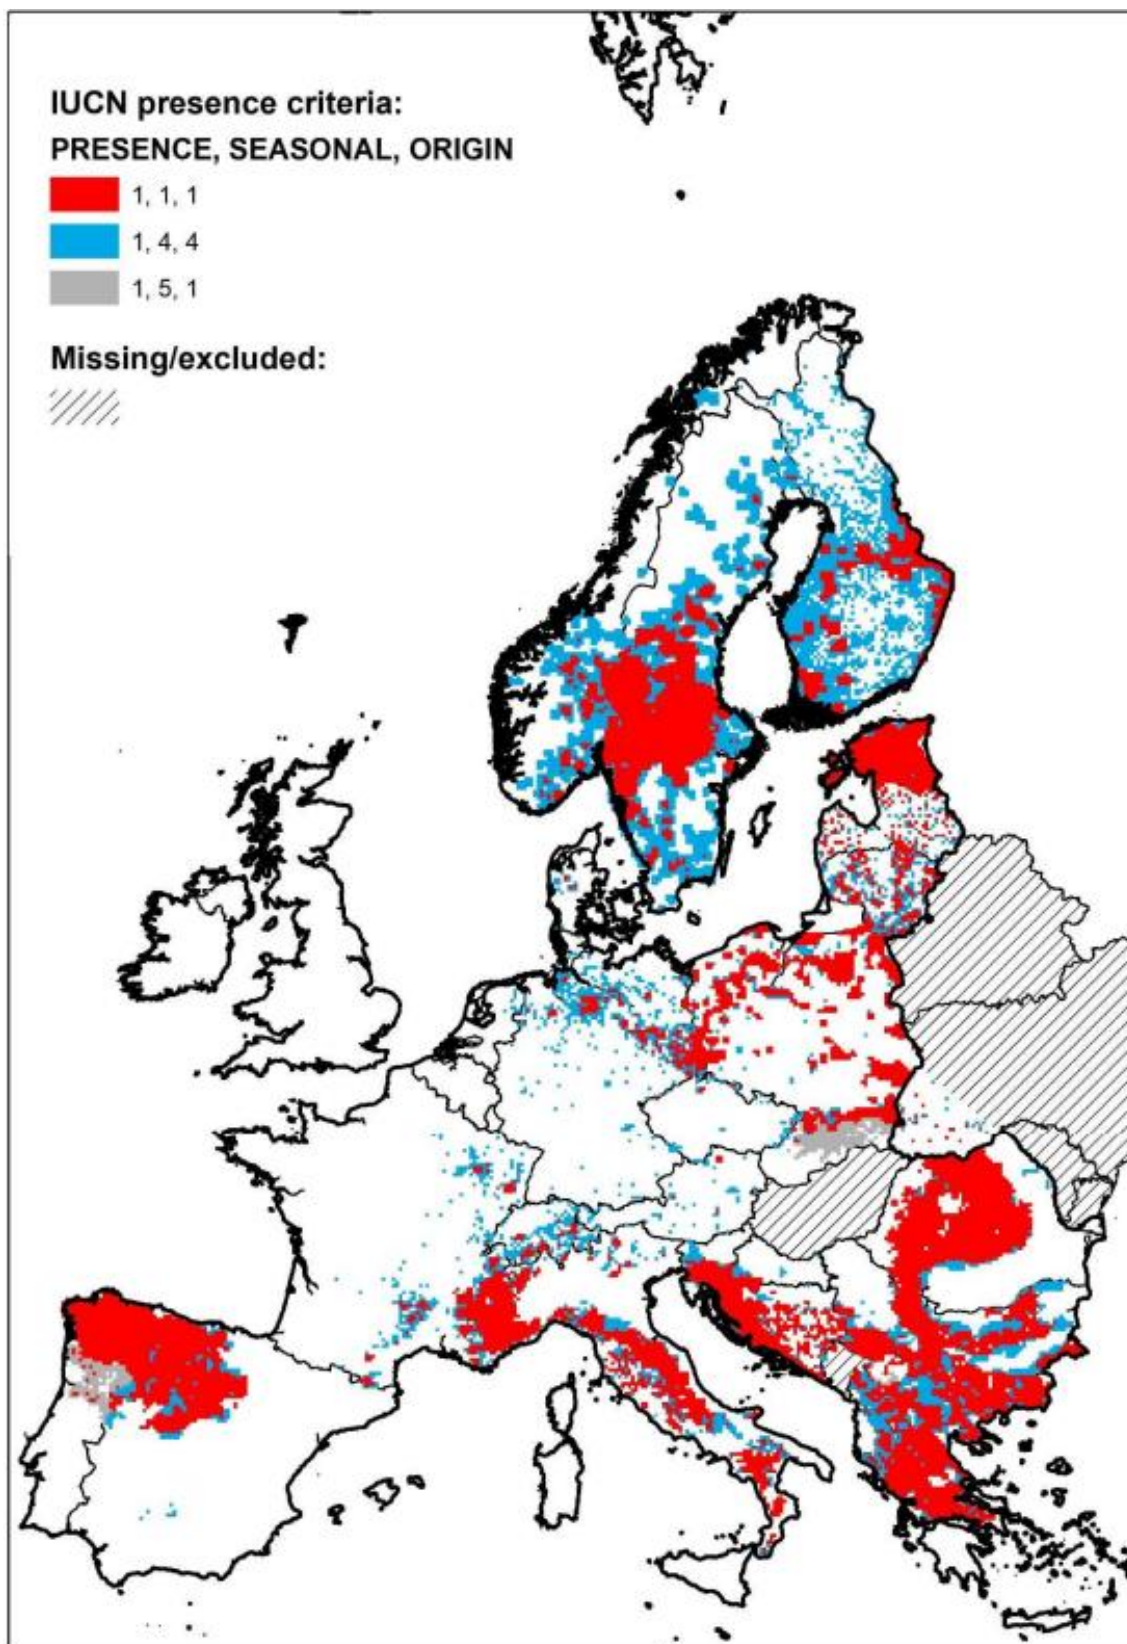 IUCN presence criteria:
PRESENCE, SEASONAL, ORIGIN
1, 1, 1
1, 4, 4
1, 5, 1
Missing/excluded: